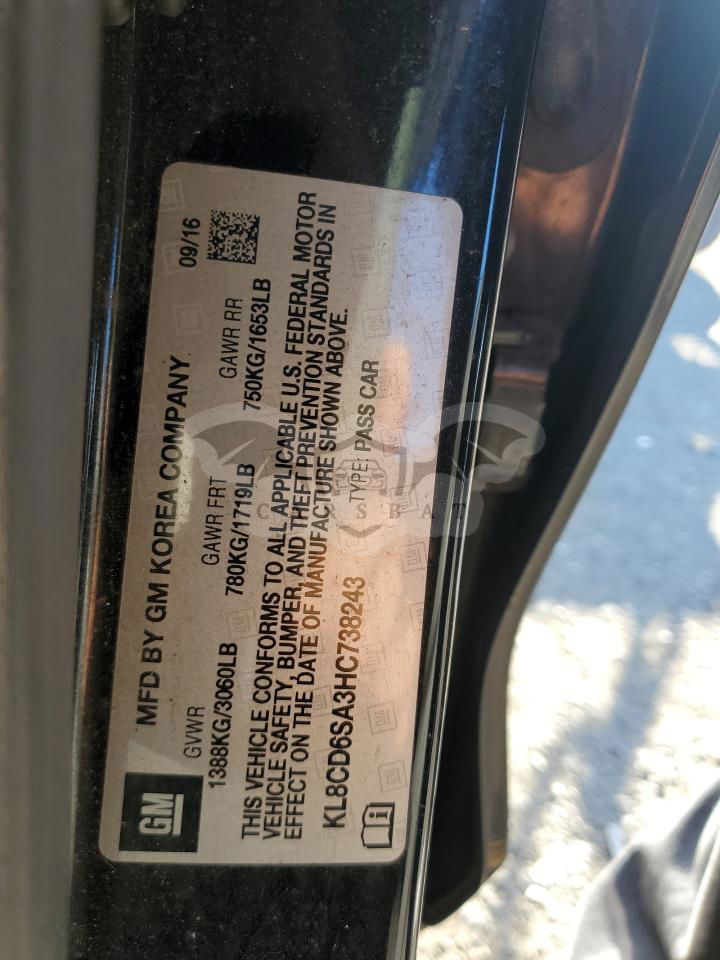 MFD BY GM KOREA COMPANY 09/16
GVWR GAWR FRT GAWR RR
1388KG/3060LB 780KG/1719LB 750KG/1653LB
THIS VEHICLE CONFORMS TO ALL APPLICABLE U.S. FEDERAL MOTOR
VEHICLE SAFETY, BUMPER, AND THEFT PREVENTION STANDARDS IN
EFFECT ON THE DATE OF MANUFACTURE SHOWN ABOVE.
KL8CD6SA3HC738243 TYPE: PASS CAR
GM